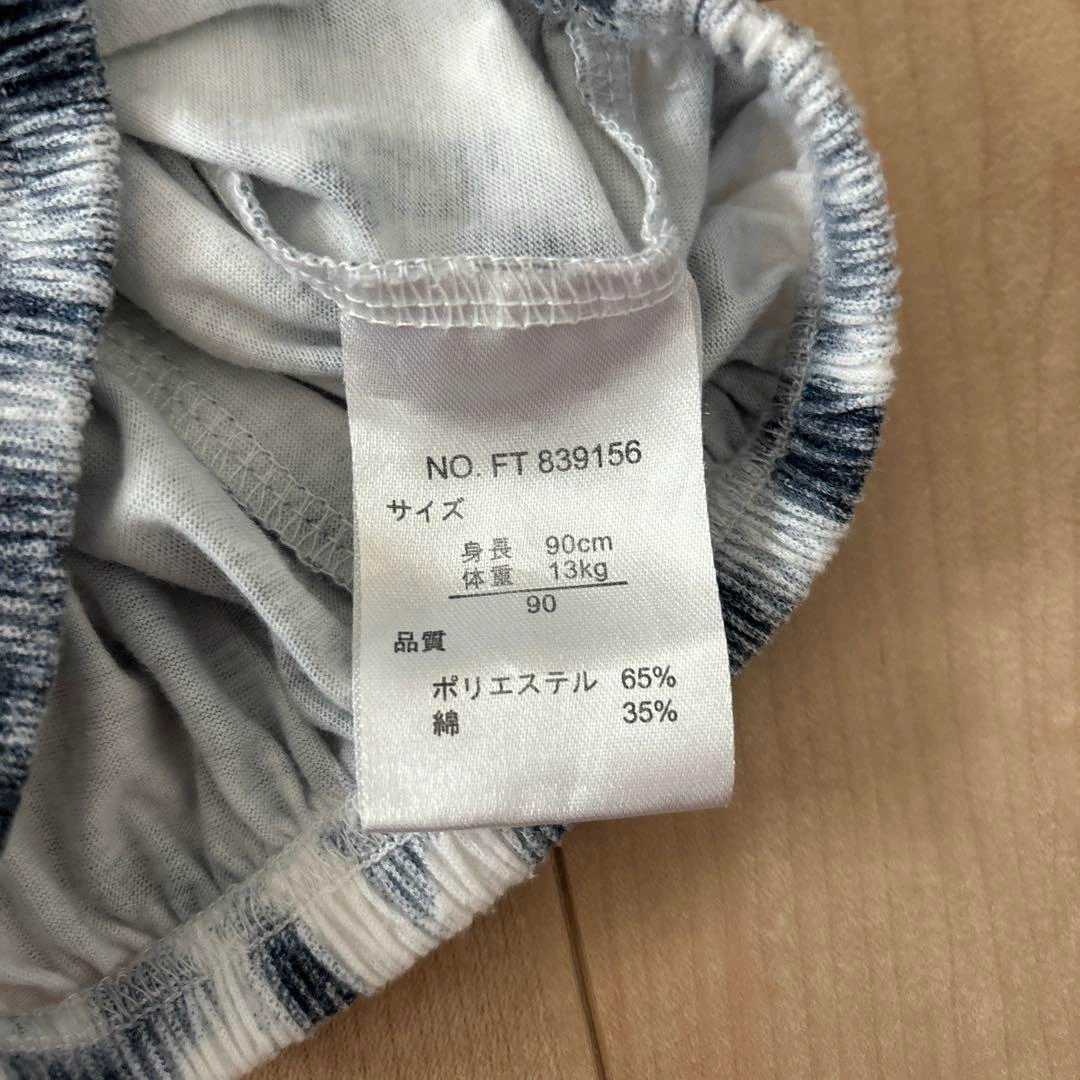 NO. FT 839156
サイズ
身長 90cm
体重 13kg
90
品質
ポリエステル 65%
綿 35%